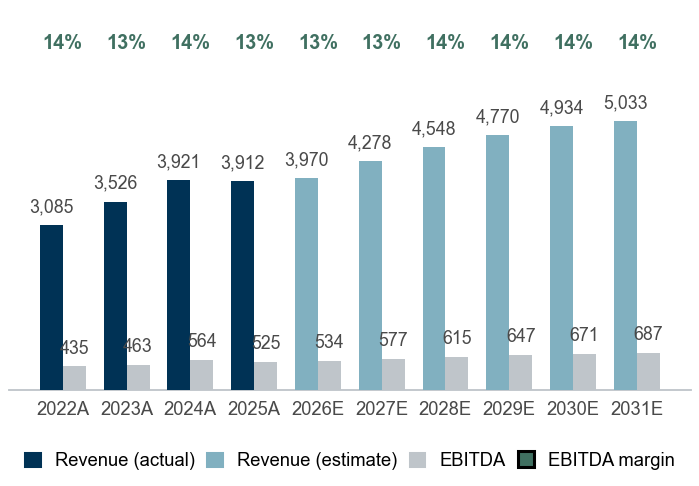 14% 13% 14% 13% 13% 13% 14% 14% 14% 14%
3,085 3,526 3,921 3,912 3,970 4,278 4,548 4,770 4,934 5,033
435 463 564 525 534 577 615 647 671 687
2022A 2023A 2024A 2025A 2026E 2027E 2028E 2029E 2030E 2031E
Revenue (actual) Revenue (estimate) EBITDA EBITDA margin